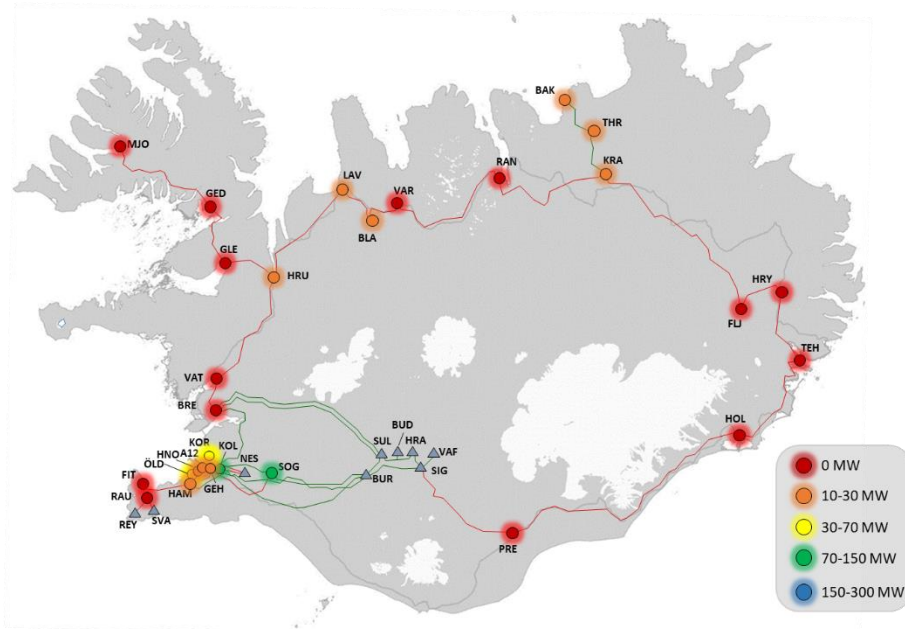 BAK
THR
MJO
RAN
KRA
LAV
VAR
GED
BLA
GLE
HRU
HRY
FLJ
TEH
VAT
BRE
BUD
HOL
KOR
SUL
HRA
VAF
HNO
A12
KOL
NES
SOG
SIG
ÖLD
BUR
FIT
HAM
GEH
RAU
REY
SVA
PRE
0 MW
10-30 MW
30-70 MW
70-150 MW
150-300 MW